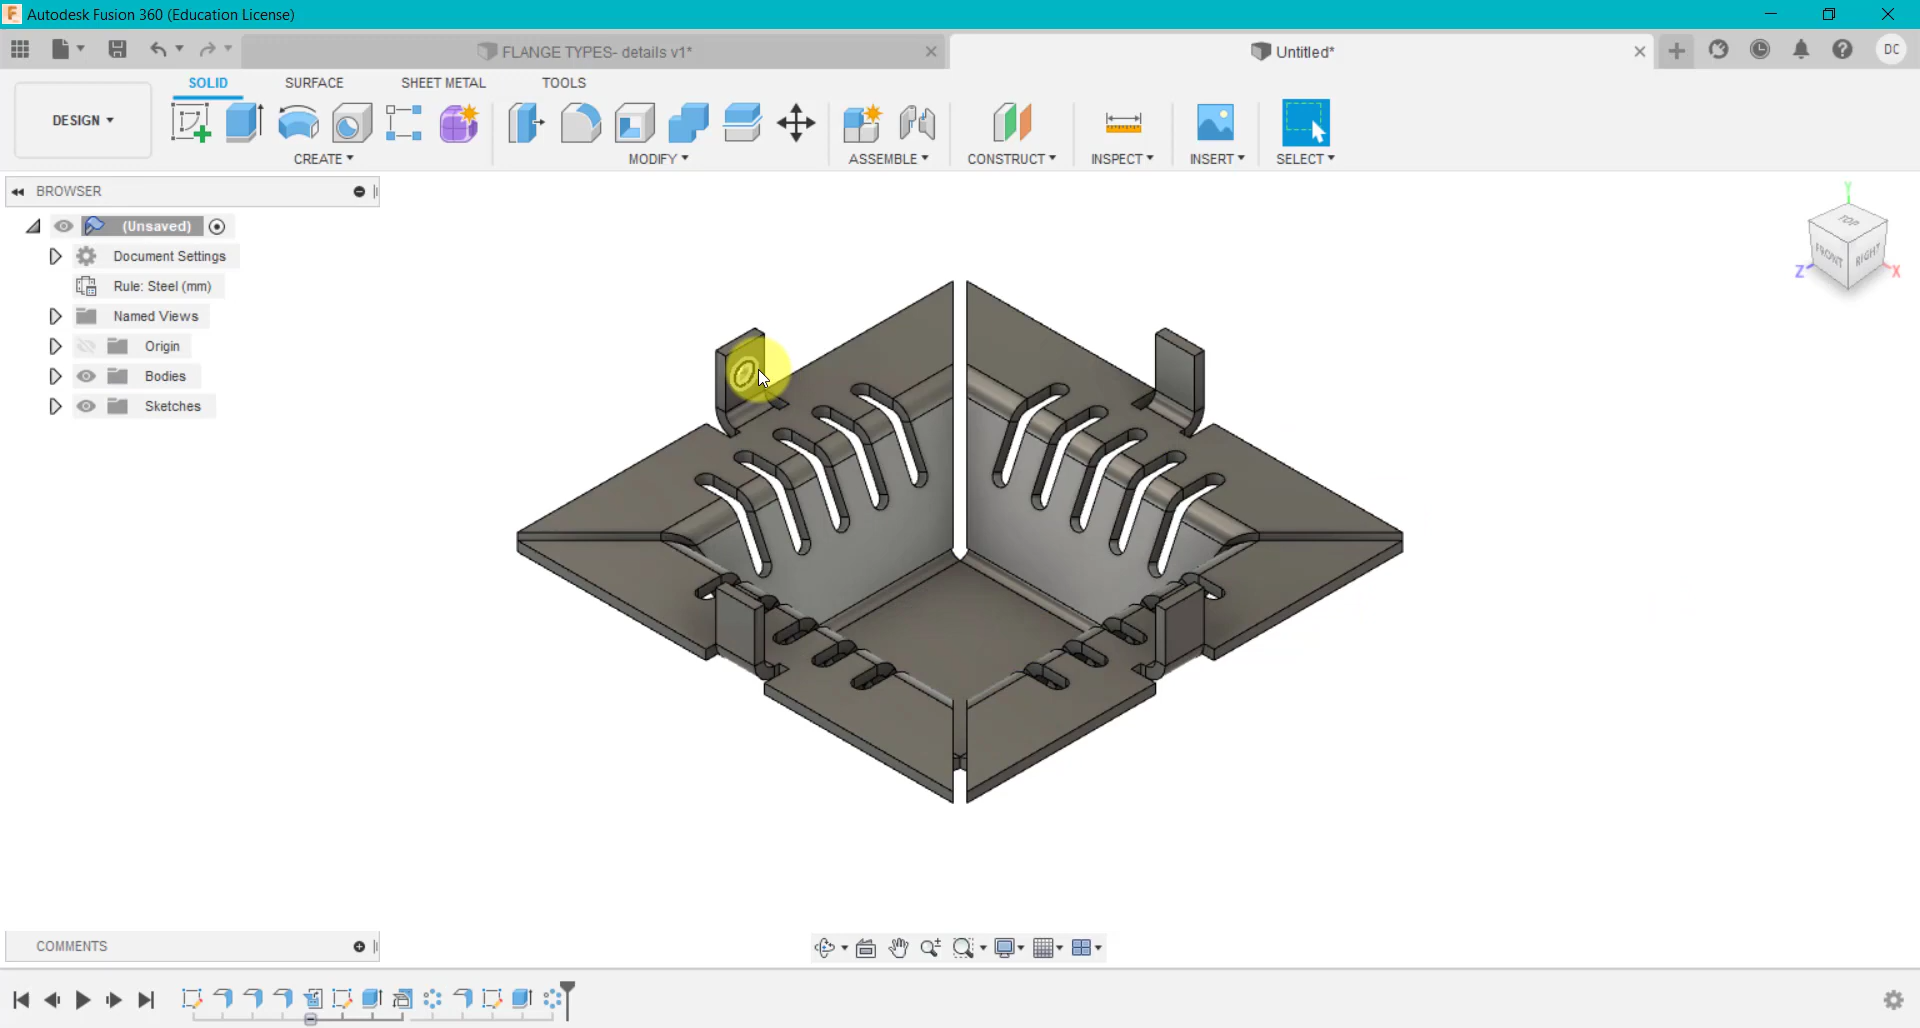 Autodesk Fusion 360 (Education License)
FLANGE TYPES- details v1*
Untitled*
DC
SOLID
SURFACE
SHEET METAL
TOOLS
DESIGN
CREATE
MODIFY
ASSEMBLE
CONSTRUCT
INSPECT
INSERT
SELECT
BROWSER
(Unsaved)
Document Settings
Rule: Steel (mm)
Named Views
Origin
Bodies
Sketches
Y
TOP
FRONT
RIGHT
Z
X
COMMENTS